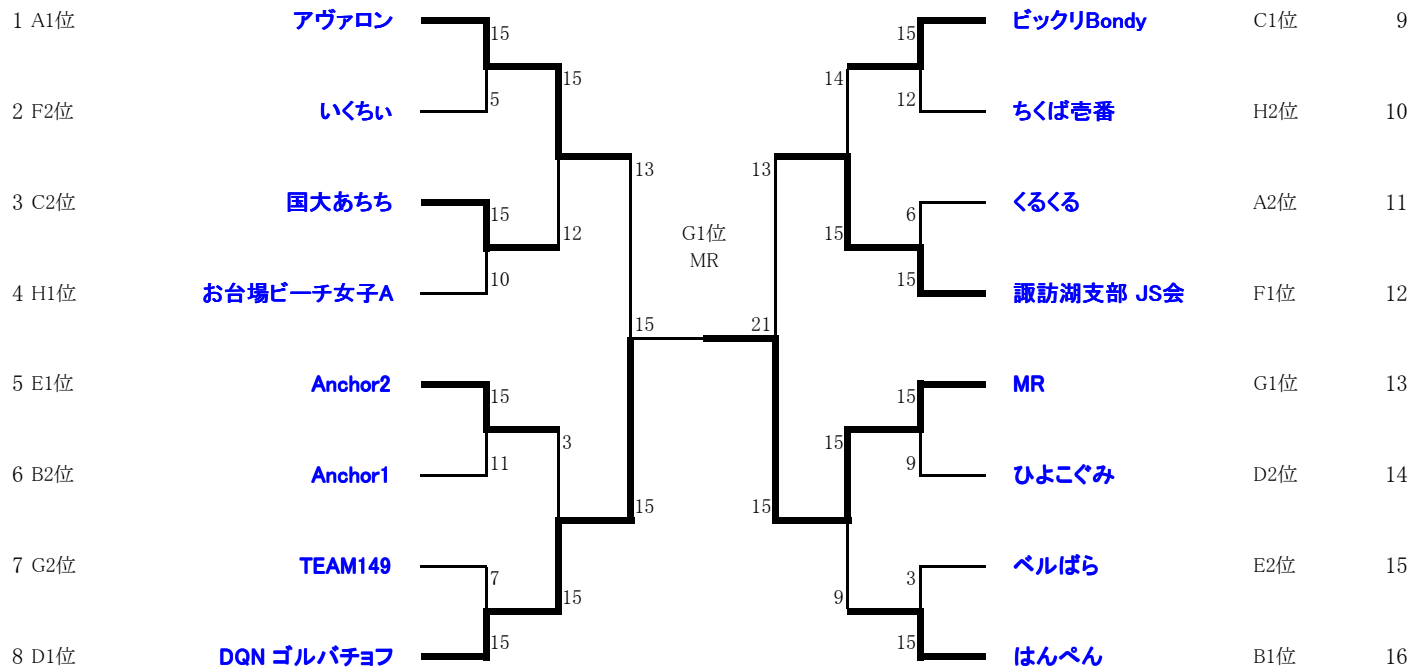 1 A1位 アヴァロン ビックリBondy C1位 9
15 15
15 14
5 12
2 F2位 いくちぃ ちくば壱番 H2位 10
13 13
3 C2位 国大あちち くるくる A2位 11
15 6
12 G1位 15
MR
10 15
4 H1位 お台場ビーチ女子A 諏訪湖支部 JS会 F1位 12
15 21
5 E1位 Anchor2 MR G1位 13
15 15
3 15
11 9
6 B2位 Anchor1 ひよこぐみ D2位 14
15 15
7 G2位 TEAM149 ベルばら E2位 15
7 3
15 9
15 15
8 D1位 DQN ゴルバチョフ はんぺん B1位 16